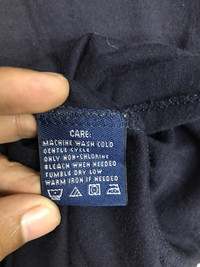 CARE:
MACHINE WASH COLD
GENTLE CYCLE
ONLY NON-CHLORINE
BLEACH WHEN NEEDED
TUMBLE DRY LOW
WARM IRON IF NEEDED